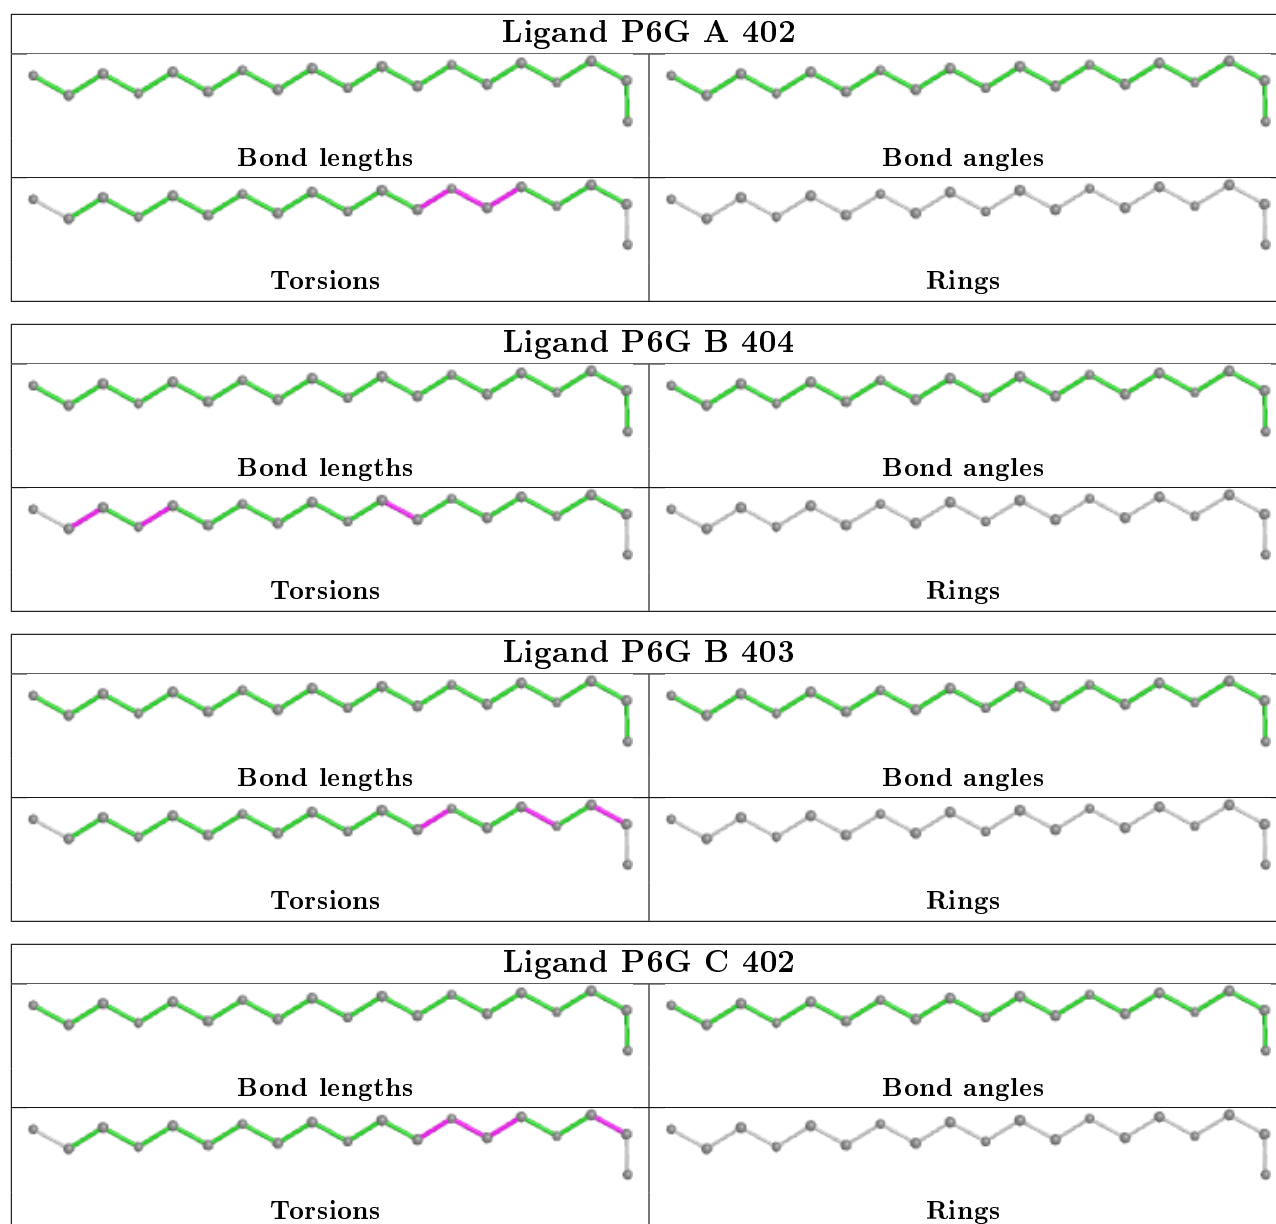 Ligand P6G A 402
Bond lengths
Bond angles
Torsions
Rings
Ligand P6G B 404
Bond lengths
Bond angles
Torsions
Rings
Ligand P6G B 403
Bond lengths
Bond angles
Torsions
Rings
Ligand P6G C 402
Bond lengths
Bond angles
Torsions
Rings